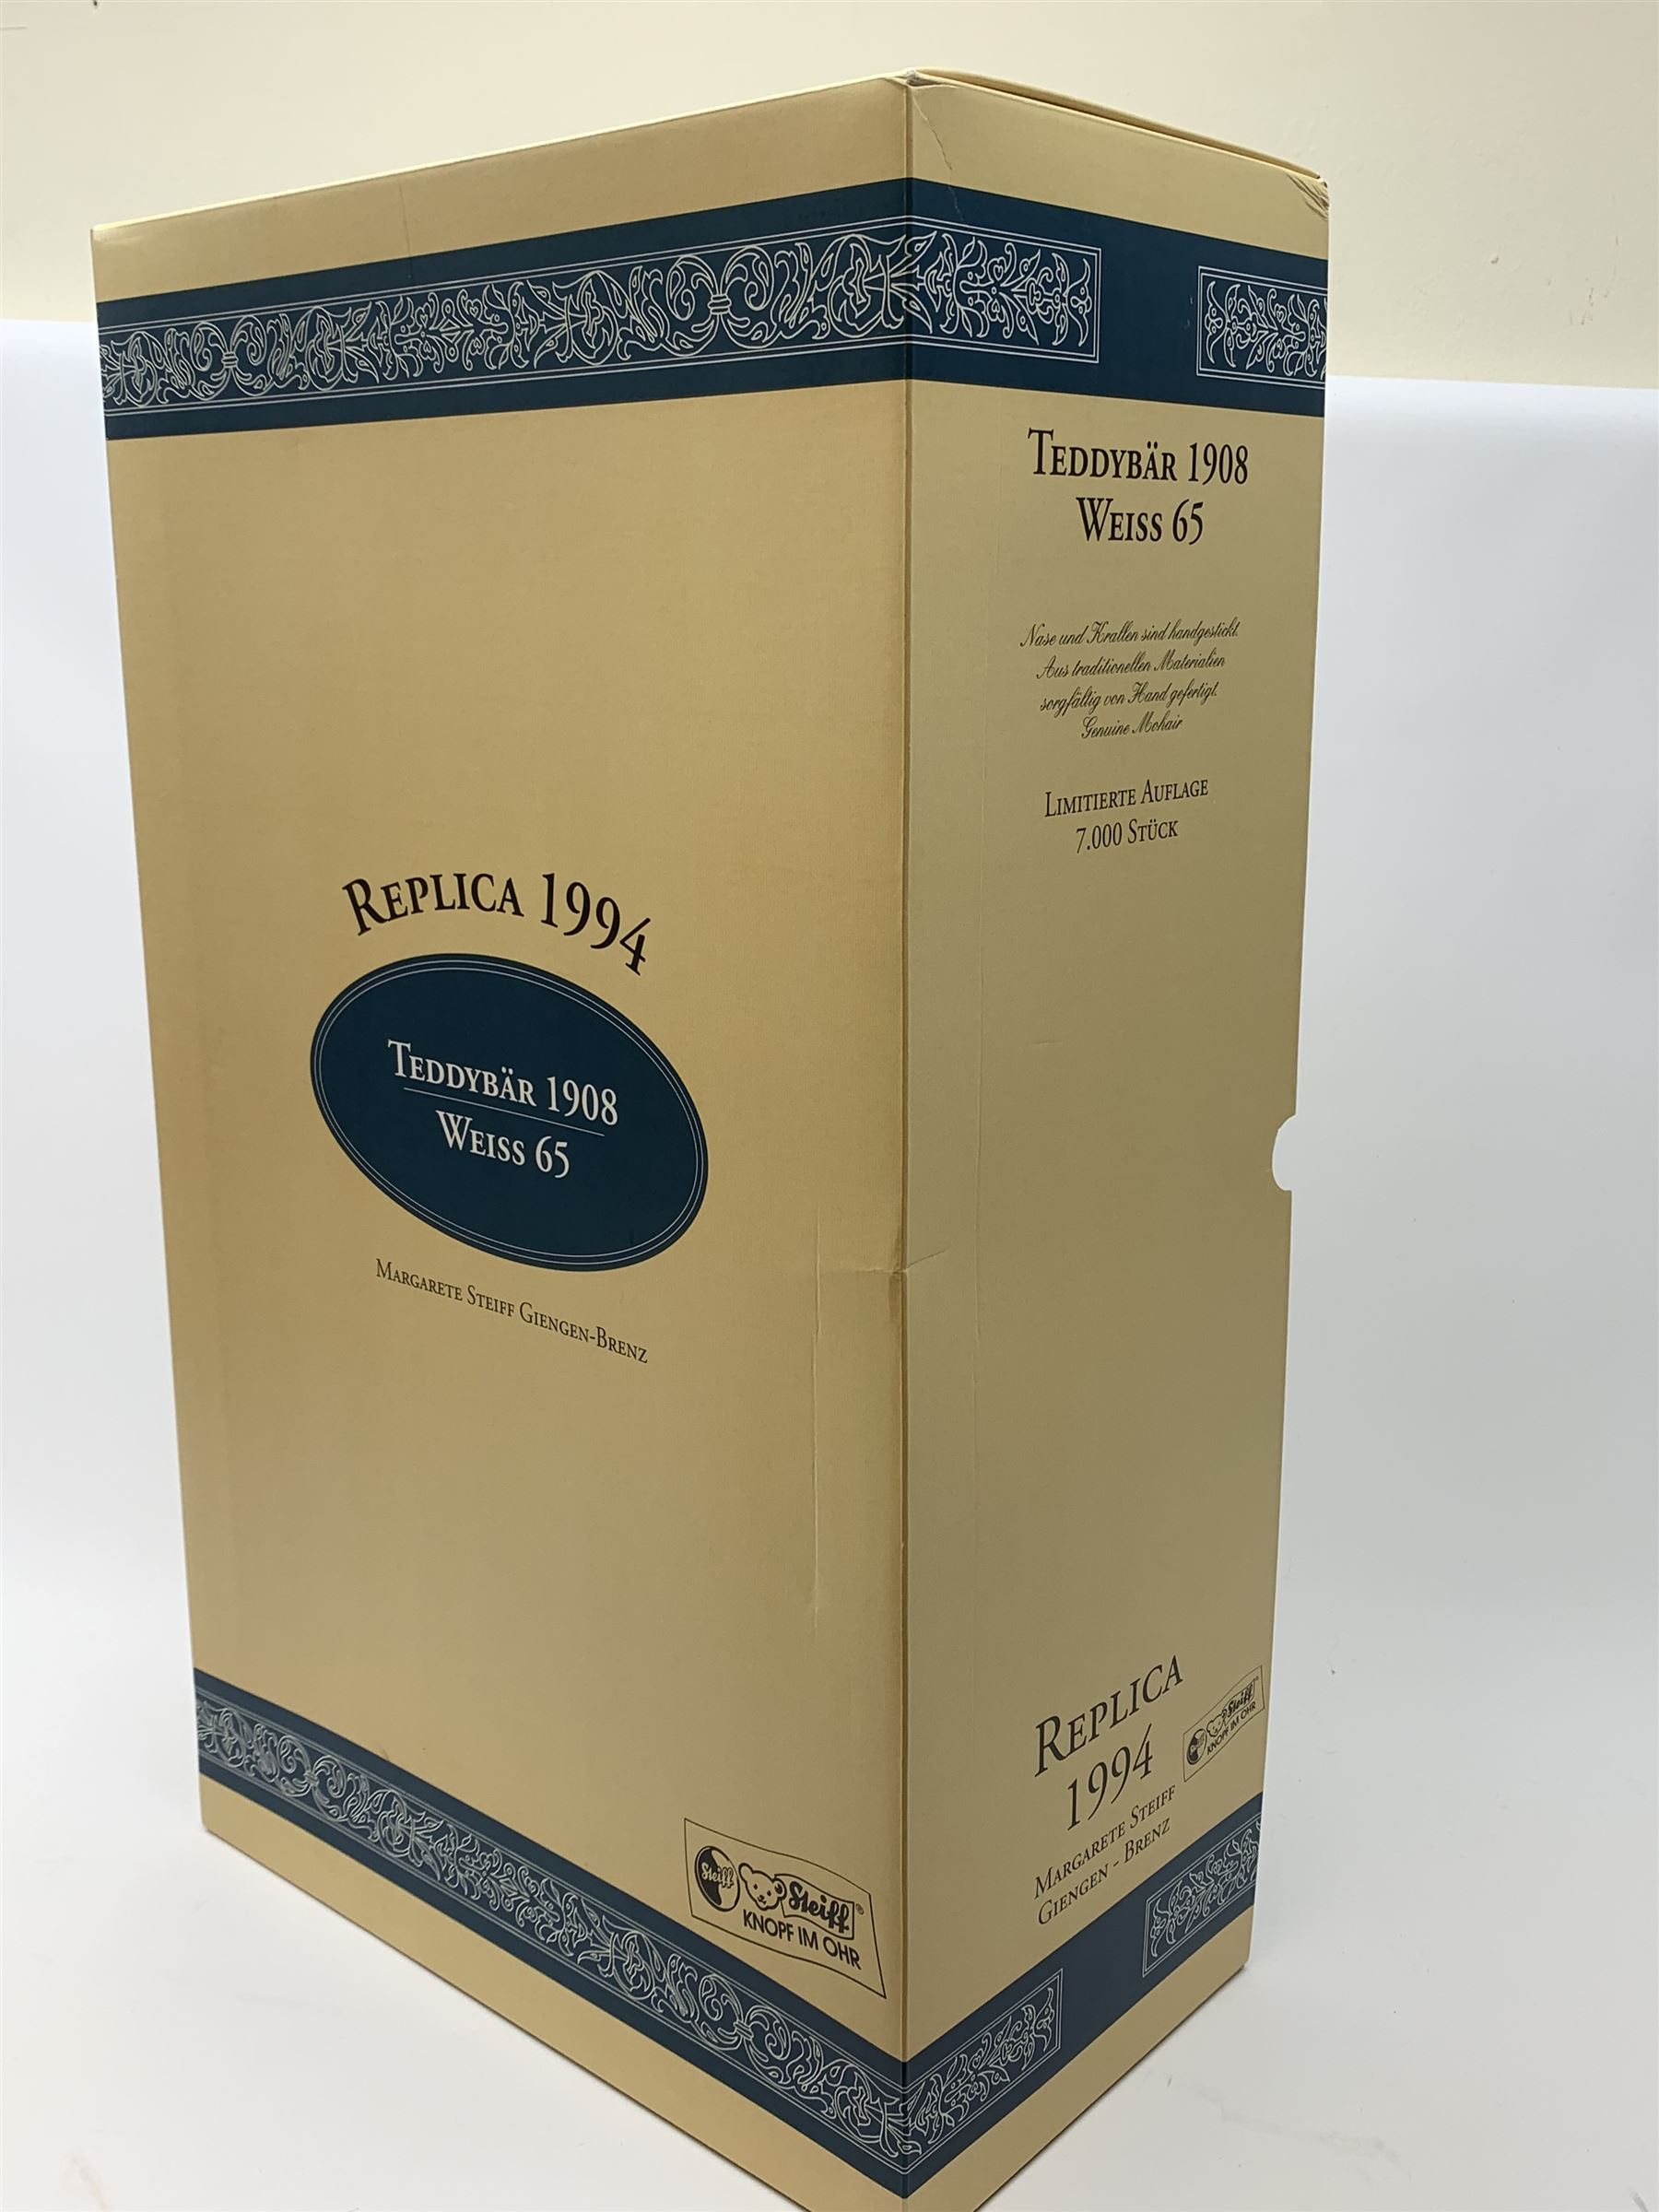 REPLICA 1994
TEDDYBÄR 1908
WEISS 65
MARGARETE STEIFF GIENGEN-BRENZ
Steiff
Steiff®
KNOPF IM OHR
TEDDYBÄR 1908
WEISS 65
Nase und Krallen sind handgestickt.
Aus traditionellen Materialien
sorgfältig von Hand gefertigt.
Genuine Mohair
LIMITIERTE AUFLAGE
7.000 STÜCK
REPLICA
1994
MARGARETE STEIFF
GIENGEN - BRENZ
Steiff
Steiff®
KNOPF IM OHR